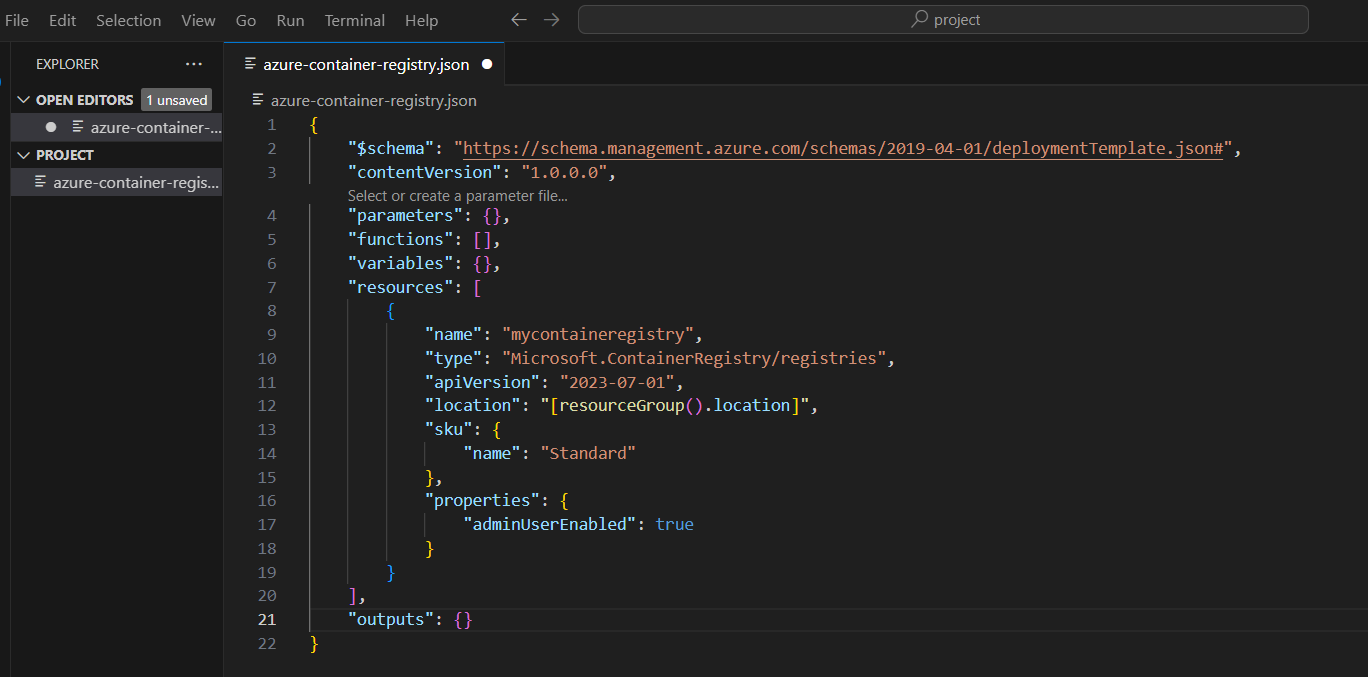 File Edit Selection View Go Run Terminal Help ← → project
EXPLORER ...
OPEN EDITORS 1 unsaved
azure-container-...
PROJECT
azure-container-regis...
azure-container-registry.json
azure-container-registry.json
1 {
2 "$schema": "https://schema.management.azure.com/schemas/2019-04-01/deploymentTemplate.json#",
3 "contentVersion": "1.0.0.0",
Select or create a parameter file...
4 "parameters": {},
5 "functions": [],
6 "variables": {},
7 "resources": [
8 {
9 "name": "mycontaineregistry",
10 "type": "Microsoft.ContainerRegistry/registries",
11 "apiVersion": "2023-07-01",
12 "location": "[resourceGroup().location]",
13 "sku": {
14 "name": "Standard"
15 },
16 "properties": {
17 "adminUserEnabled": true
18 }
19 }
20 ],
21 "outputs": {}
22 }